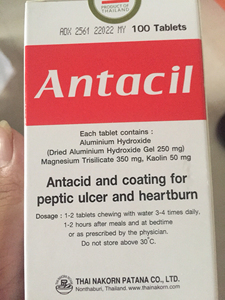 PRODUCT OF
THAILAND
ADX 2561 22022 MY 100 Tablets
Antacil
Each tablet contains :
Aluminium Hydroxide
(Dried Aluminium Hydroxide Gel 250 mg)
Magnesium Trisilicate 350 mg, Kaolin 50 mg
Antacid and coating for
peptic ulcer and heartburn
Dosage : 1-2 tablets chewing with water 3-4 times daily,
1-2 hours after meals and at bedtime
or as prescribed by the physician.
Do not store above 30°C.
THAI NAKORN PATANA CO., LTD.
Nonthaburi, Thailand. www.thainakorn.com